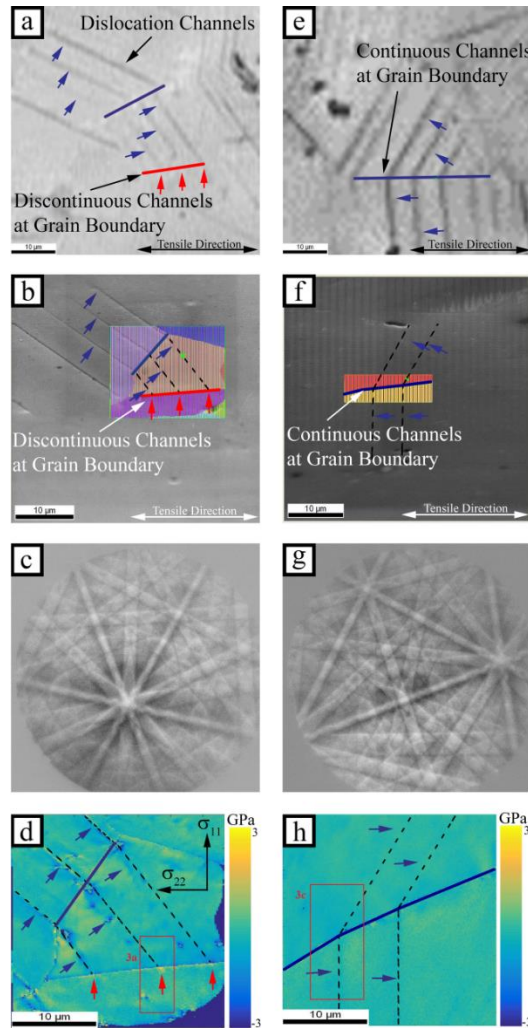 a
Dislocation Channels
Discontinuous Channels
at Grain Boundary
10 μm
Tensile Direction
e
Continuous Channels
at Grain Boundary
10 μm
Tensile Direction
b
Discontinuous Channels
at Grain Boundary
10 μm
Tensile Direction
f
Continuous Channels
at Grain Boundary
10 μm
Tensile Direction
c
g
d
σ11
σ22
3a
10 μm
GPa
3
-3
h
3c
10 μm
GPa
3
-3